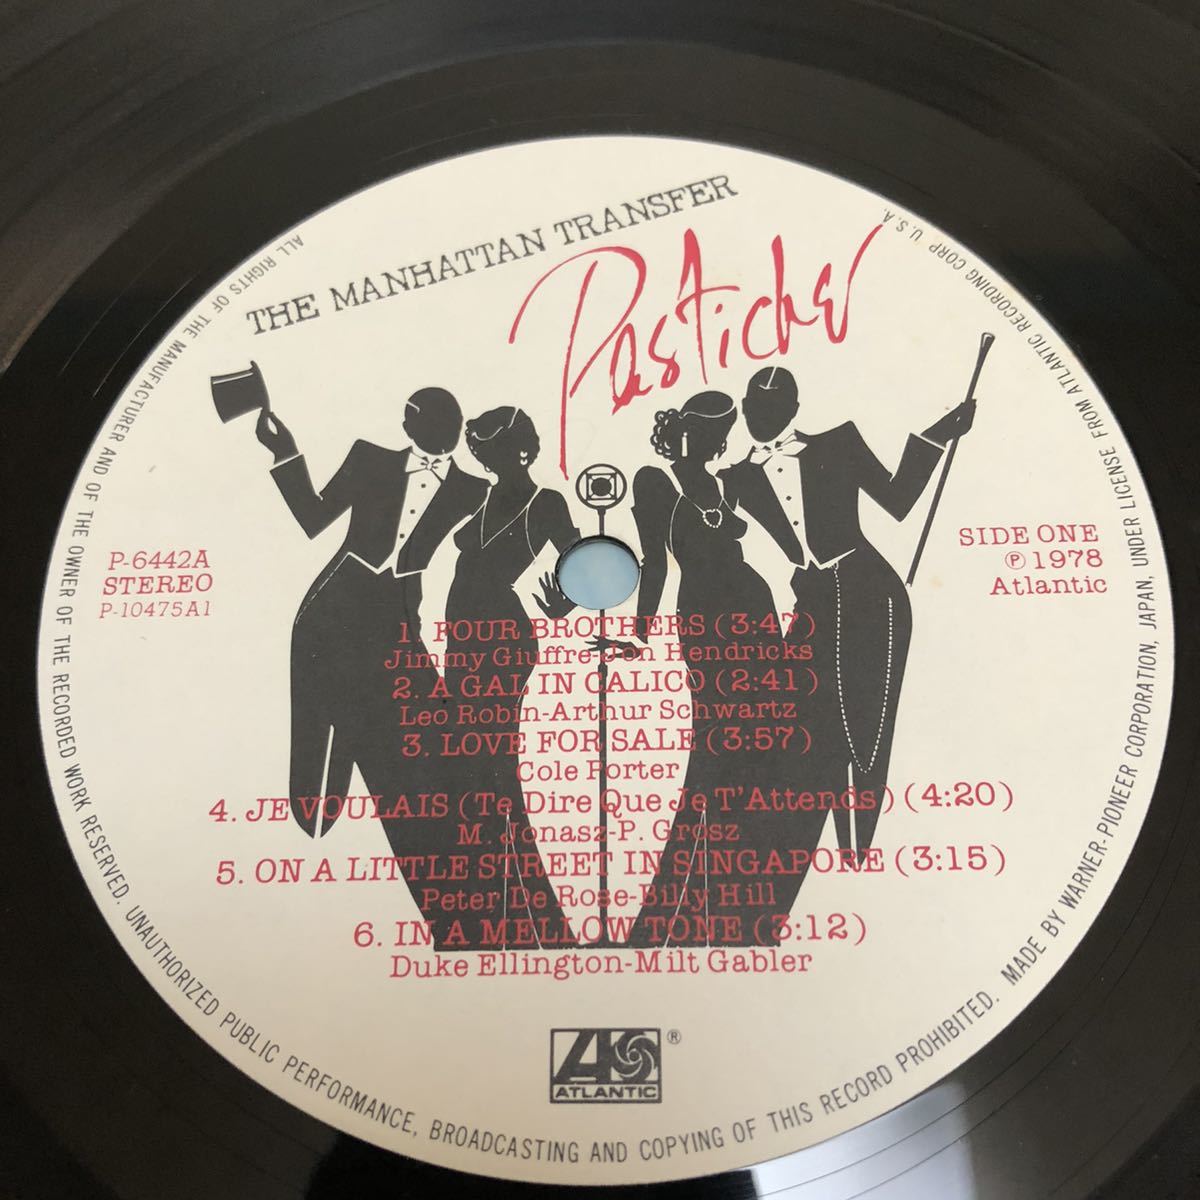 THE MANHATTAN TRANSFER
Pastiche
P-6442A
STEREO
P-10475A1
SIDE ONE
Ⓟ 1978
Atlantic
1. FOUR BROTHERS (3:47)
Jimmy Giuffre-Jon Hendricks
2. A GAL IN CALICO (2:41)
Leo Robin-Arthur Schwartz
3. LOVE FOR SALE (3:57)
Cole Porter
4. JE VOULAIS (Te Dire Que Je T'Attends) (4:20)
M. Jonasz-P. Grosz
5. ON A LITTLE STREET IN SINGAPORE (3:15)
Peter De Rose-Billy Hill
6. IN A MELLOW TONE (3:12)
Duke Ellington-Milt Gabler
ATLANTIC ®
ALL RIGHTS OF THE MANUFACTURER AND OF THE OWNER OF THE RECORDED WORK RESERVED. UNAUTHORIZED PUBLIC PERFORMANCE, BROADCASTING AND COPYING OF THIS RECORD PROHIBITED. MADE BY WARNER-PIONEER CORPORATION, JAPAN, UNDER LICENSE FROM ATLANTIC RECORDING CORP U.S.A.